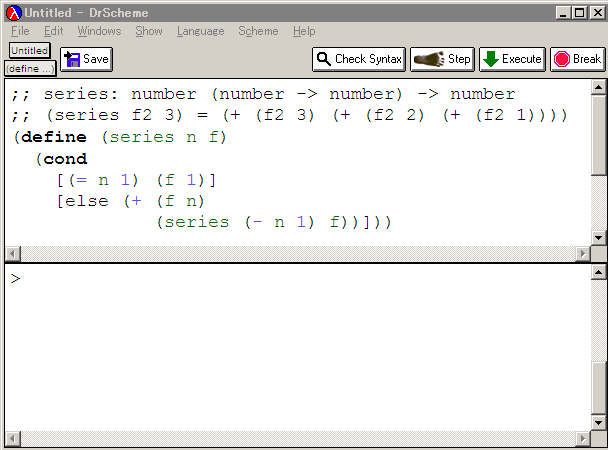 Untitled - DrScheme
File Edit Windows Show Language Scheme Help
Untitled
(define ...)
Save
Check Syntax
Step
Execute
Break
;; series: number (number -> number) -> number
;; (series f2 3) = (+ (f2 3) (+ (f2 2) (+ (f2 1))))
(define (series n f)
(cond
[(= n 1) (f 1)]
[else (+ (f n)
(series (- n 1) f))]))
>